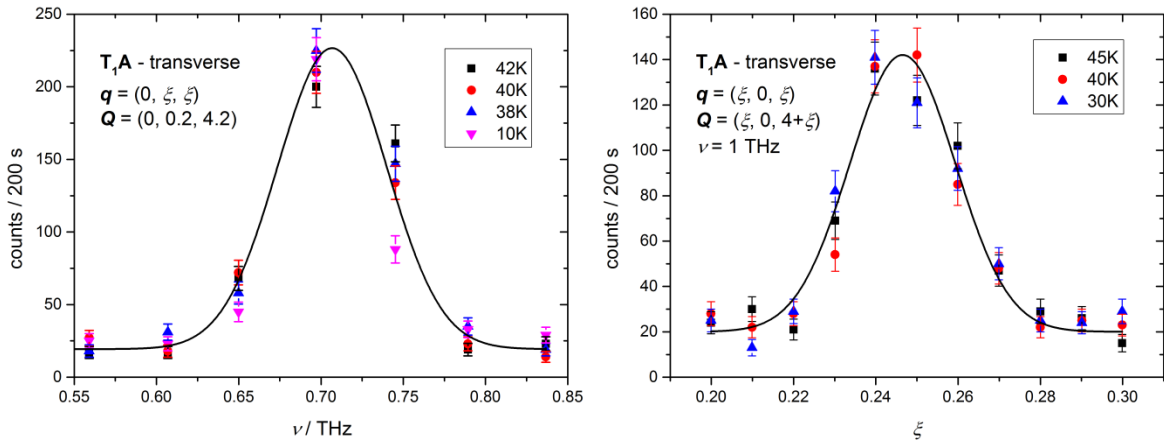 250
200
150
100
50
0
counts / 200 s
T₁A - transverse
q = (0, ξ, ξ)
Q = (0, 0.2, 4.2)
42K
40K
38K
10K
0.55 0.60 0.65 0.70 0.75 0.80 0.85
ν / THz
160
140
120
100
80
60
40
20
0
counts / 200 s
T₁A - transverse
q = (ξ, 0, ξ)
Q = (ξ, 0, 4+ξ)
ν = 1 THz
45K
40K
30K
0.20 0.22 0.24 0.26 0.28 0.30
ξ